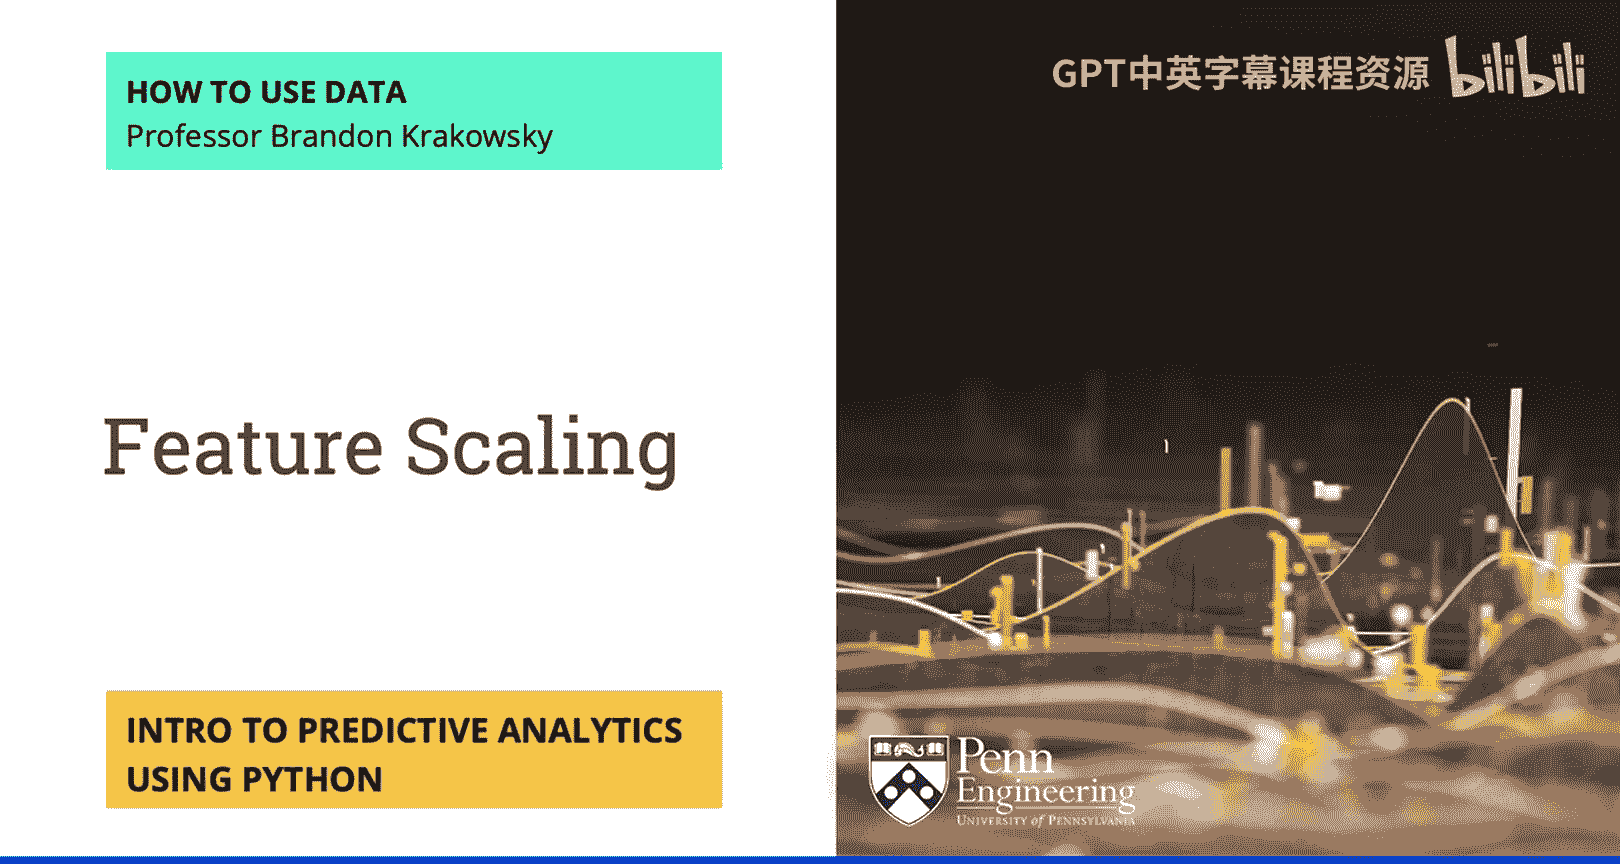 HOW TO USE DATA
Professor Brandon Krakowsky
GPT中英字幕课程资源 bilibili
Feature Scaling
INTRO TO PREDICTIVE ANALYTICS
USING PYTHON
Penn
Engineering
UNIVERSITY of PENNSYLVANIA